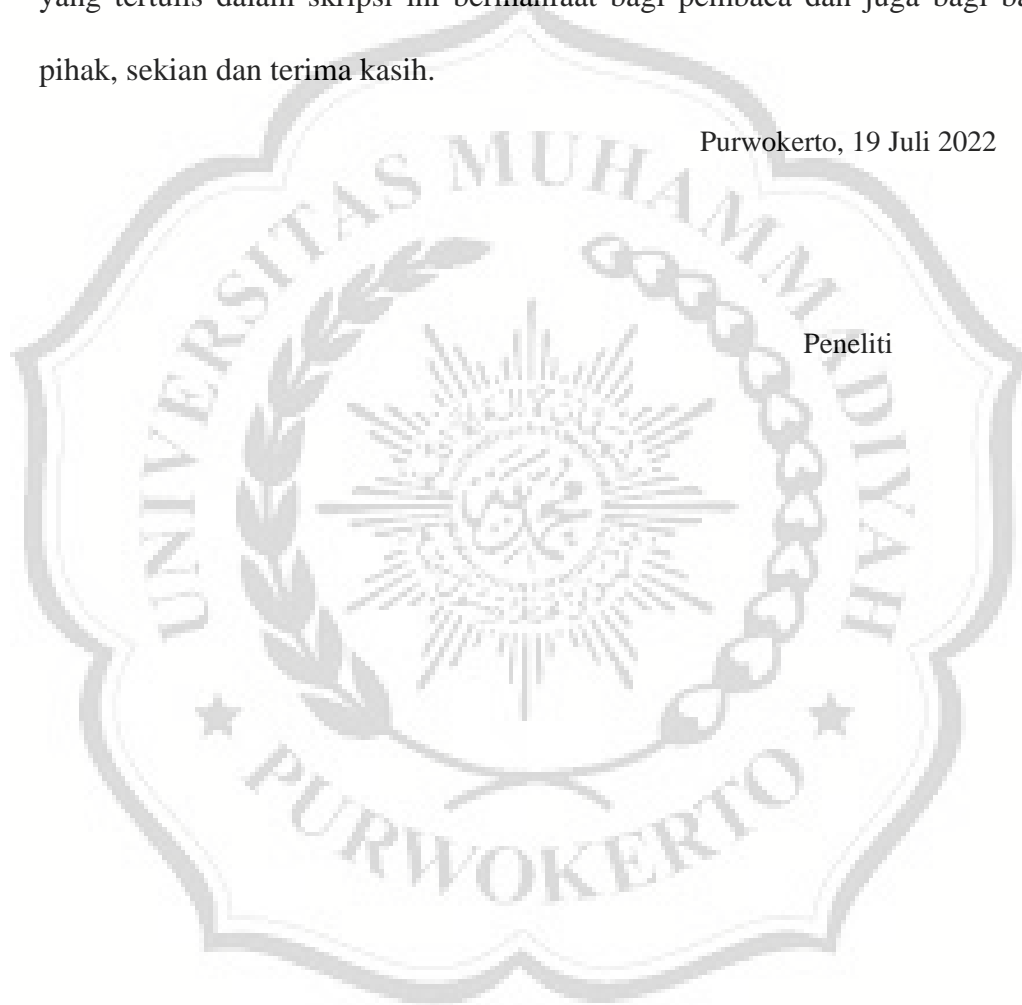 yang tertulis dalam skripsi ini bermanfaat bagi pembaca dan juga bagi
pihak, sekian dan terima kasih.
Purwokerto, 19 Juli 2022
UNIVERSITAS MUHAMMADIYAH
Peneliti
PURWOKERTO